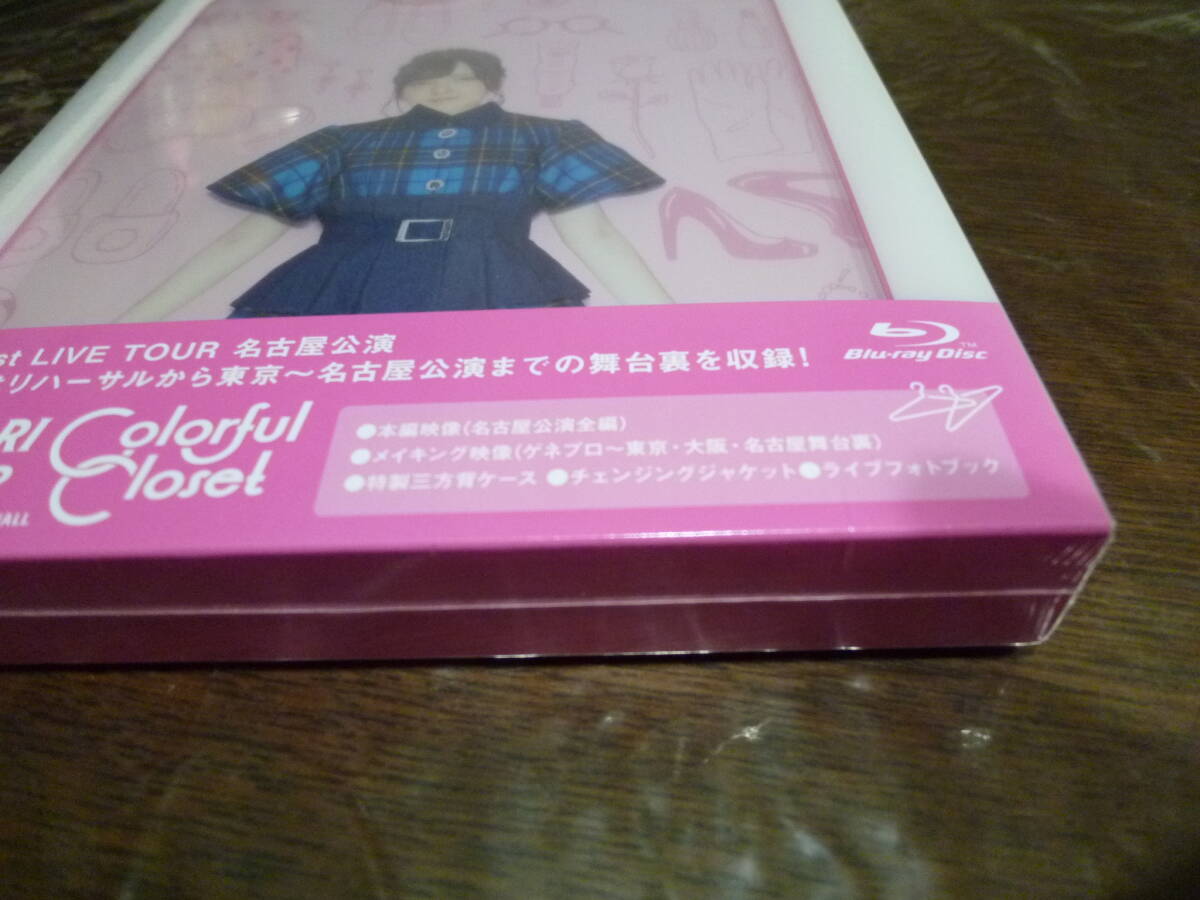 st LIVE TOUR 名古屋公演
リハーサルから東京～名古屋公演までの舞台裏を収録!
Blu-ray Disc™
RI Colorful
Closet
HALL
●本編映像(名古屋公演全編)
●メイキング映像(ゲネプロ～東京・大阪・名古屋舞台裏)
●特製三方背ケース ●チェンジングジャケット●ライブフォトブック